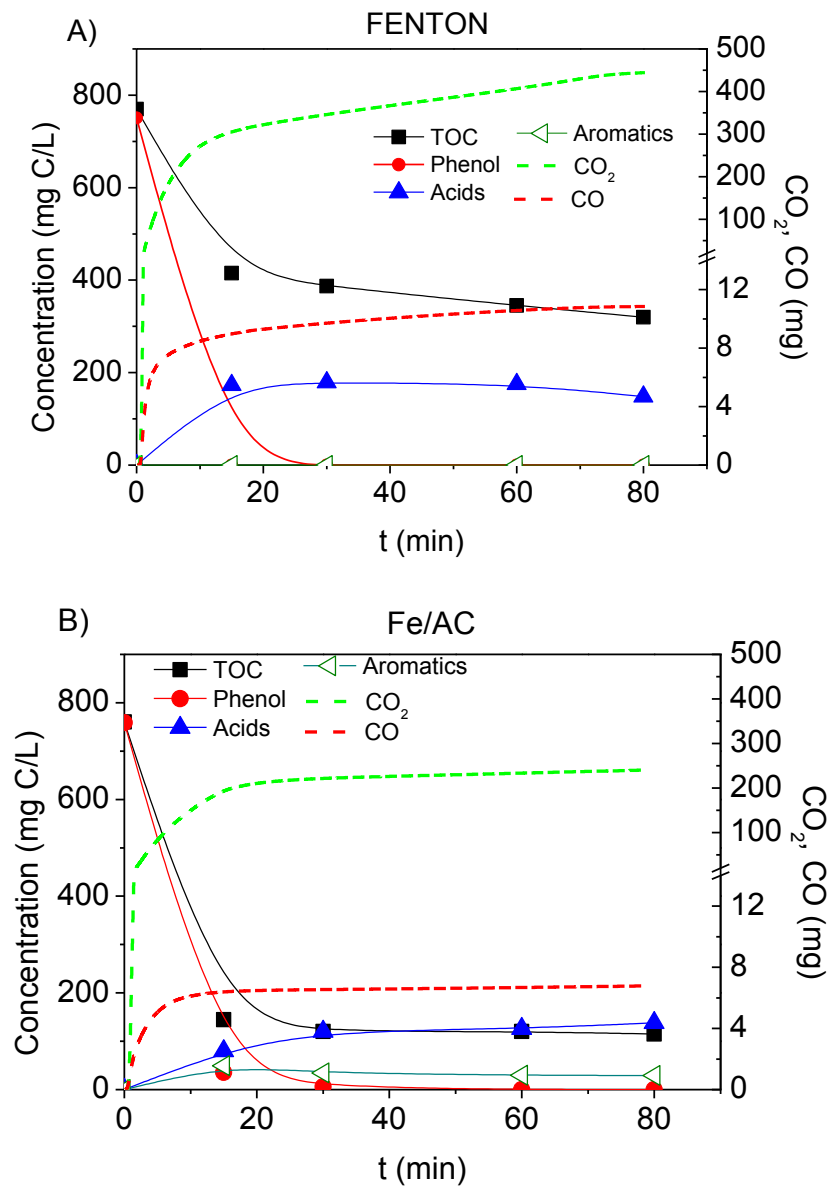 A)
FENTON
Concentration (mg C/L)
800
600
400
200
0
TOC
Phenol
Acids
Aromatics
CO₂
CO
500
400
300
200
100
12
8
4
0
CO₂, CO (mg)
0 20 40 60 80
t (min)
B)
Fe/AC
Concentration (mg C/L)
800
600
400
200
0
TOC
Phenol
Acids
Aromatics
CO₂
CO
500
400
300
200
100
12
8
4
0
CO₂, CO (mg)
0 20 40 60 80
t (min)